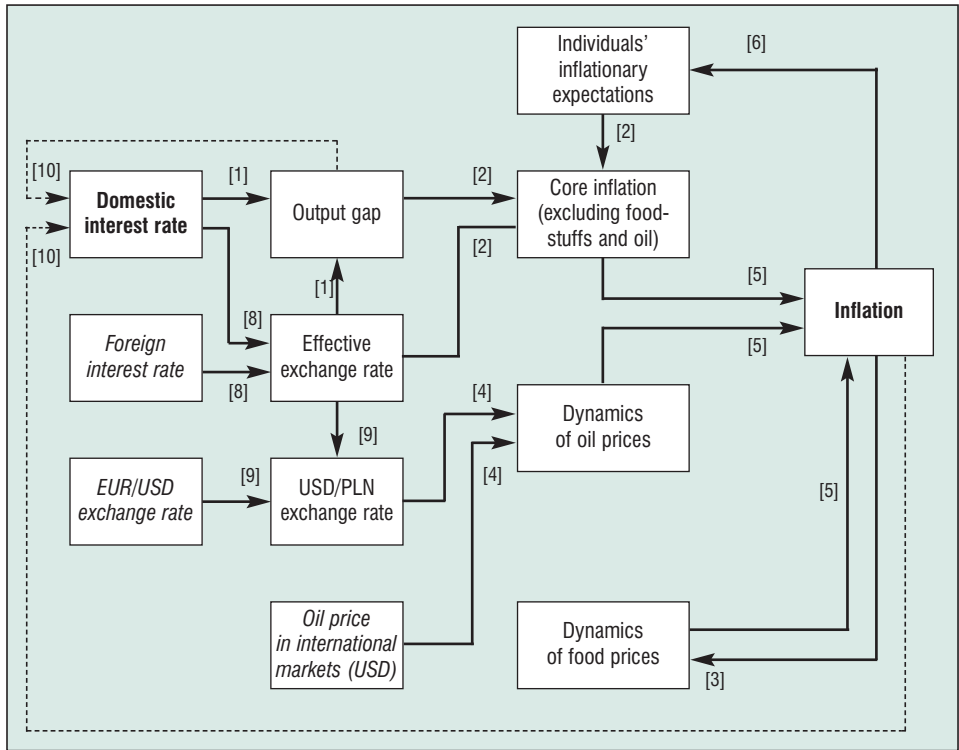 Individuals’
inflationary
expectations
[6]
[2]
[10]
[1]
[2]
Domestic
interest rate
Output gap
Core inflation
(excluding food-
stuffs and oil)
[10]
[2]
[1]
[5]
Inflation
[8]
[5]
Foreign
interest rate
Effective
exchange rate
[8]
[4]
Dynamics
of oil prices
[9]
[4]
[9]
EUR/USD
exchange rate
USD/PLN
exchange rate
[5]
Oil price
in international
markets (USD)
Dynamics
of food prices
[3]